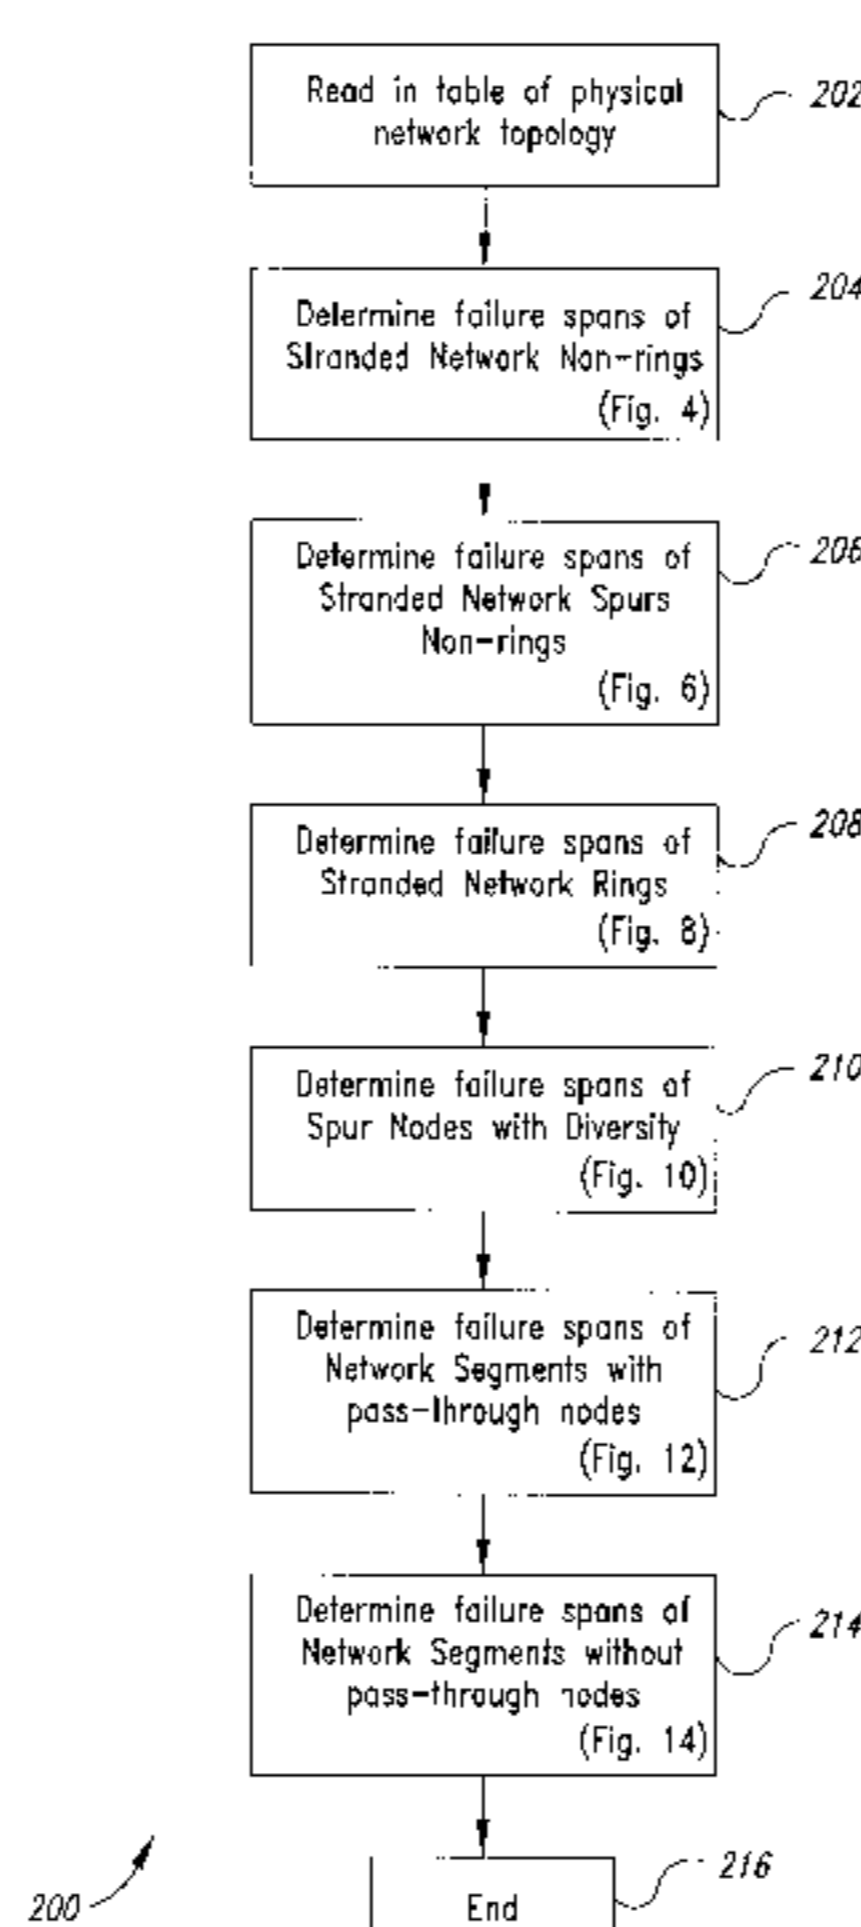 Read in table of physical
network topology
202
Determine failure spans of
Stranded Network Non-rings
(Fig. 4)
204
Determine failure spans of
Stranded Network Spurs
Non-rings
(Fig. 6)
206
Determine failure spans of
Stranded Network Rings
(Fig. 8)
208
Determine failure spans of
Spur Nodes with Diversity
(Fig. 10)
210
Determine failure spans of
Network Segments with
pass-through nodes
(Fig. 12)
212
Determine failure spans of
Network Segments without
pass-through nodes
(Fig. 14)
214
End
216
200